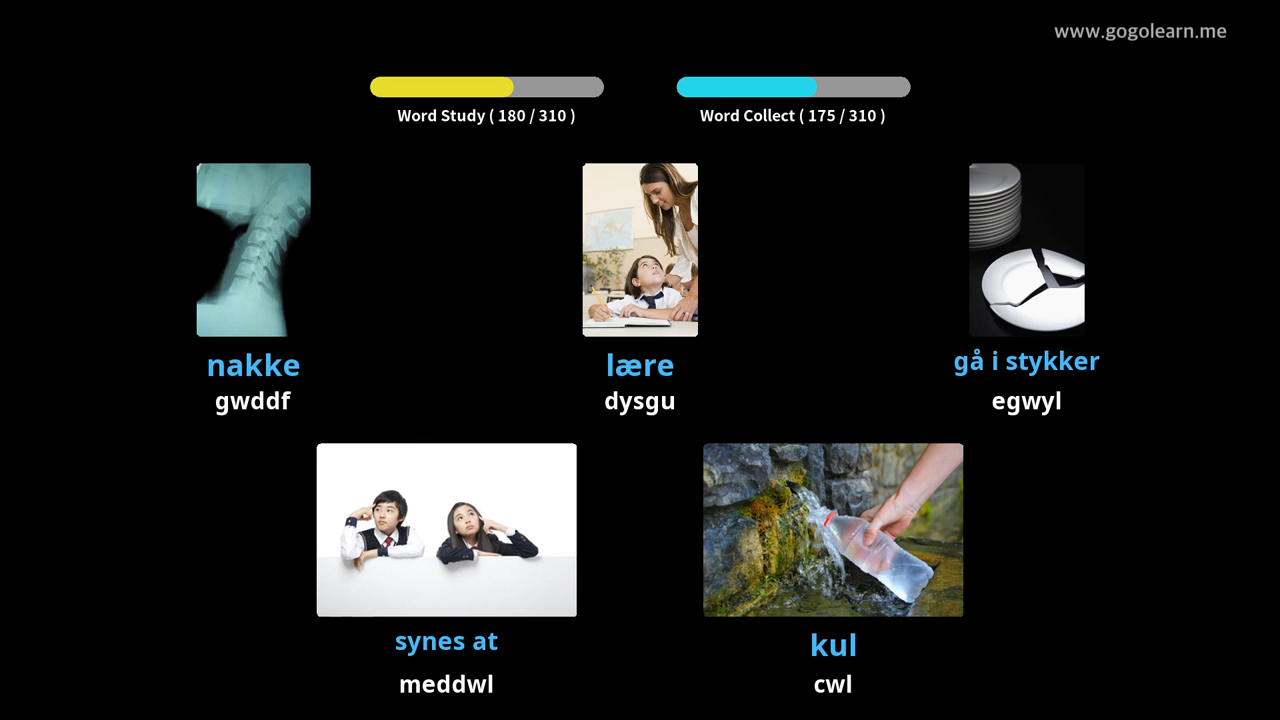 www.gogolearn.me
Word Study ( 180 / 310 )
Word Collect ( 175 / 310 )
nakke
gwddf
lære
dysgu
gå i stykker
egwyl
synes at
meddwl
kul
cwl